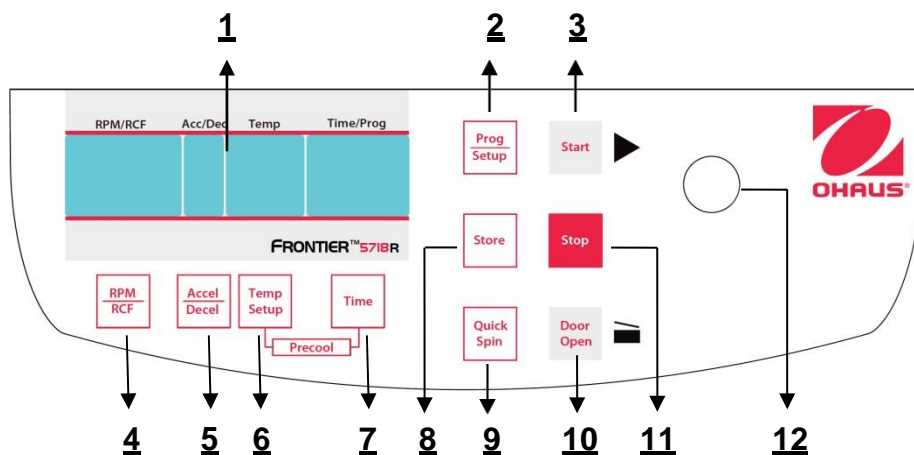 1
2
3
RPM/RCF Acc/Dec Temp Time/Prog
Prog
Setup
Start
OHAUS®
Store
Stop
FRONTIER™5718R
RPM
RCF
Accel
Decel
Temp
Setup
Time
Precool
Quick
Spin
Door
Open
4
5
6
7
8
9
10
11
12